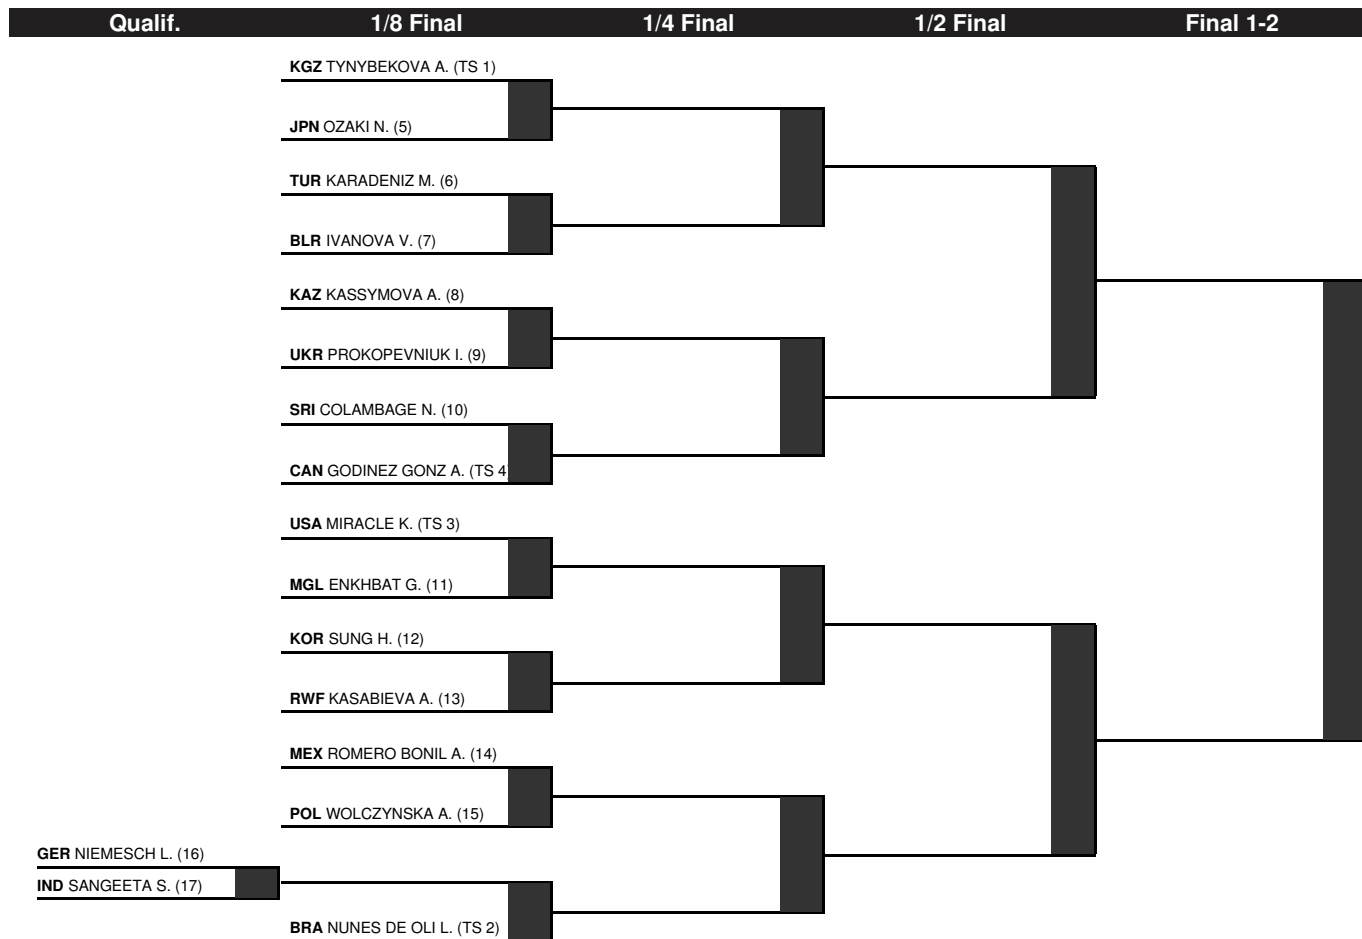 Qualif. 1/8 Final 1/4 Final 1/2 Final Final 1-2
KGZ TYNYBEKOVA A. (TS 1)
JPN OZAKI N. (5)
TUR KARADENIZ M. (6)
BLR IVANOVA V. (7)
KAZ KASSYMOVA A. (8)
UKR PROKOPEVNIUK I. (9)
SRI COLAMBAGE N. (10)
CAN GODINEZ GONZ A. (TS 4
USA MIRACLE K. (TS 3)
MGL ENKHBAT G. (11)
KOR SUNG H. (12)
RWF KASABIEVA A. (13)
MEX ROMERO BONIL A. (14)
POL WOLCZYNSKA A. (15)
GER NIEMESCH L. (16)
IND SANGEETA S. (17)
BRA NUNES DE OLI L. (TS 2)